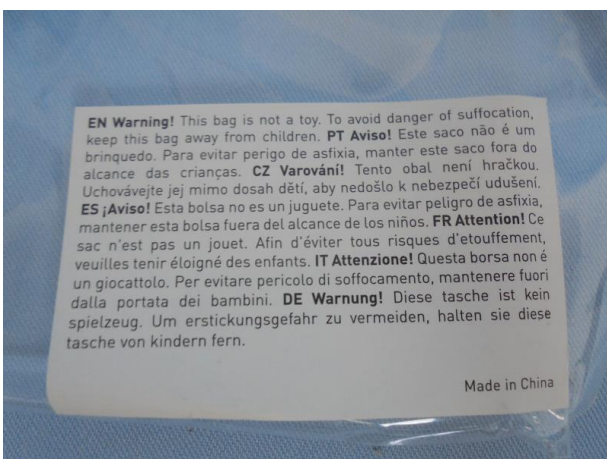 EN Warning! This bag is not a toy. To avoid danger of suffocation,
keep this bag away from children. PT Aviso! Este saco não é um
brinquedo. Para evitar perigo de asfixia, manter este saco fora do
alcance das crianças. CZ Varování! Tento obal není hračkou.
Uchovávejte jej mimo dosah dětí, aby nedošlo k nebezpečí udušení.
ES ¡Aviso! Esta bolsa no es un juguete. Para evitar peligro de asfixia,
mantener esta bolsa fuera del alcance de los niños. FR Attention! Ce
sac n'est pas un jouet. Afin d'éviter tous risques d'etouffement,
veuilles tenir éloigné des enfants. IT Attenzione! Questa borsa non é
un giocattolo. Per evitare pericolo di soffocamento, mantenere fuori
dalla portata dei bambini. DE Warnung! Diese tasche ist kein
spielzeug. Um erstickungsgefahr zu vermeiden, halten sie diese
tasche von kindern fern.
Made in China